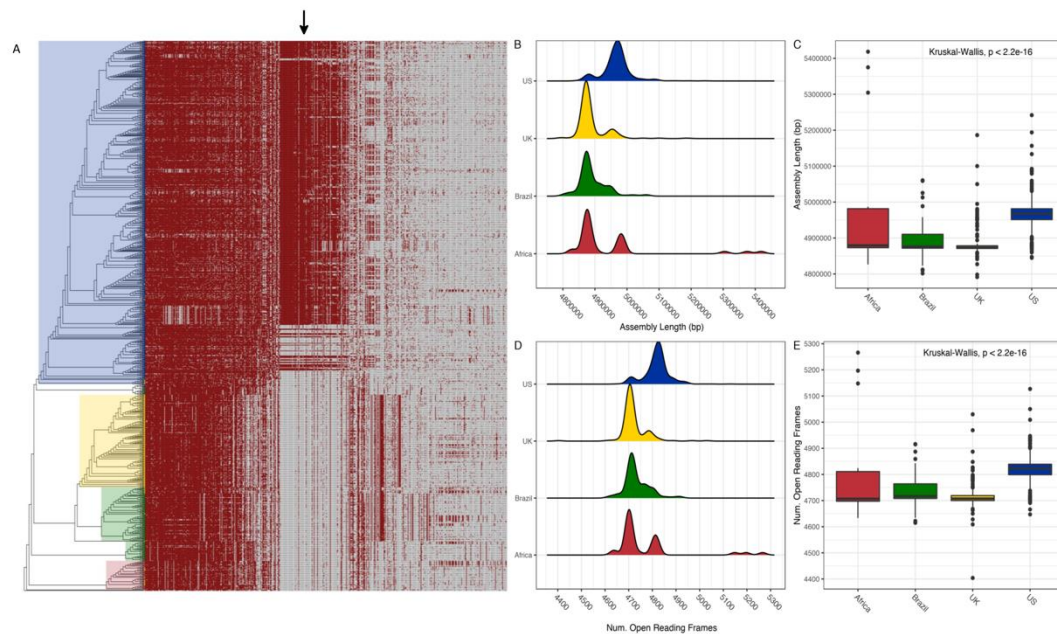 A
B
US
UK
Brazil
Africa
4800000
4900000
5000000
5100000
5200000
5300000
5400000
Assembly Length (bp)
C
Kruskal-Wallis, p < 2.2e-16
Assembly Length (bp)
5400000
5300000
5200000
5100000
5000000
4900000
4800000
Africa
Brazil
UK
US
D
US
UK
Brazil
Africa
4400
4500
4600
4700
4800
4900
5000
5100
5200
5300
Num. Open Reading Frames
E
Kruskal-Wallis, p < 2.2e-16
Num. Open Reading Frames
5300
5200
5100
5000
4900
4800
4700
4600
4500
4400
Africa
Brazil
UK
US